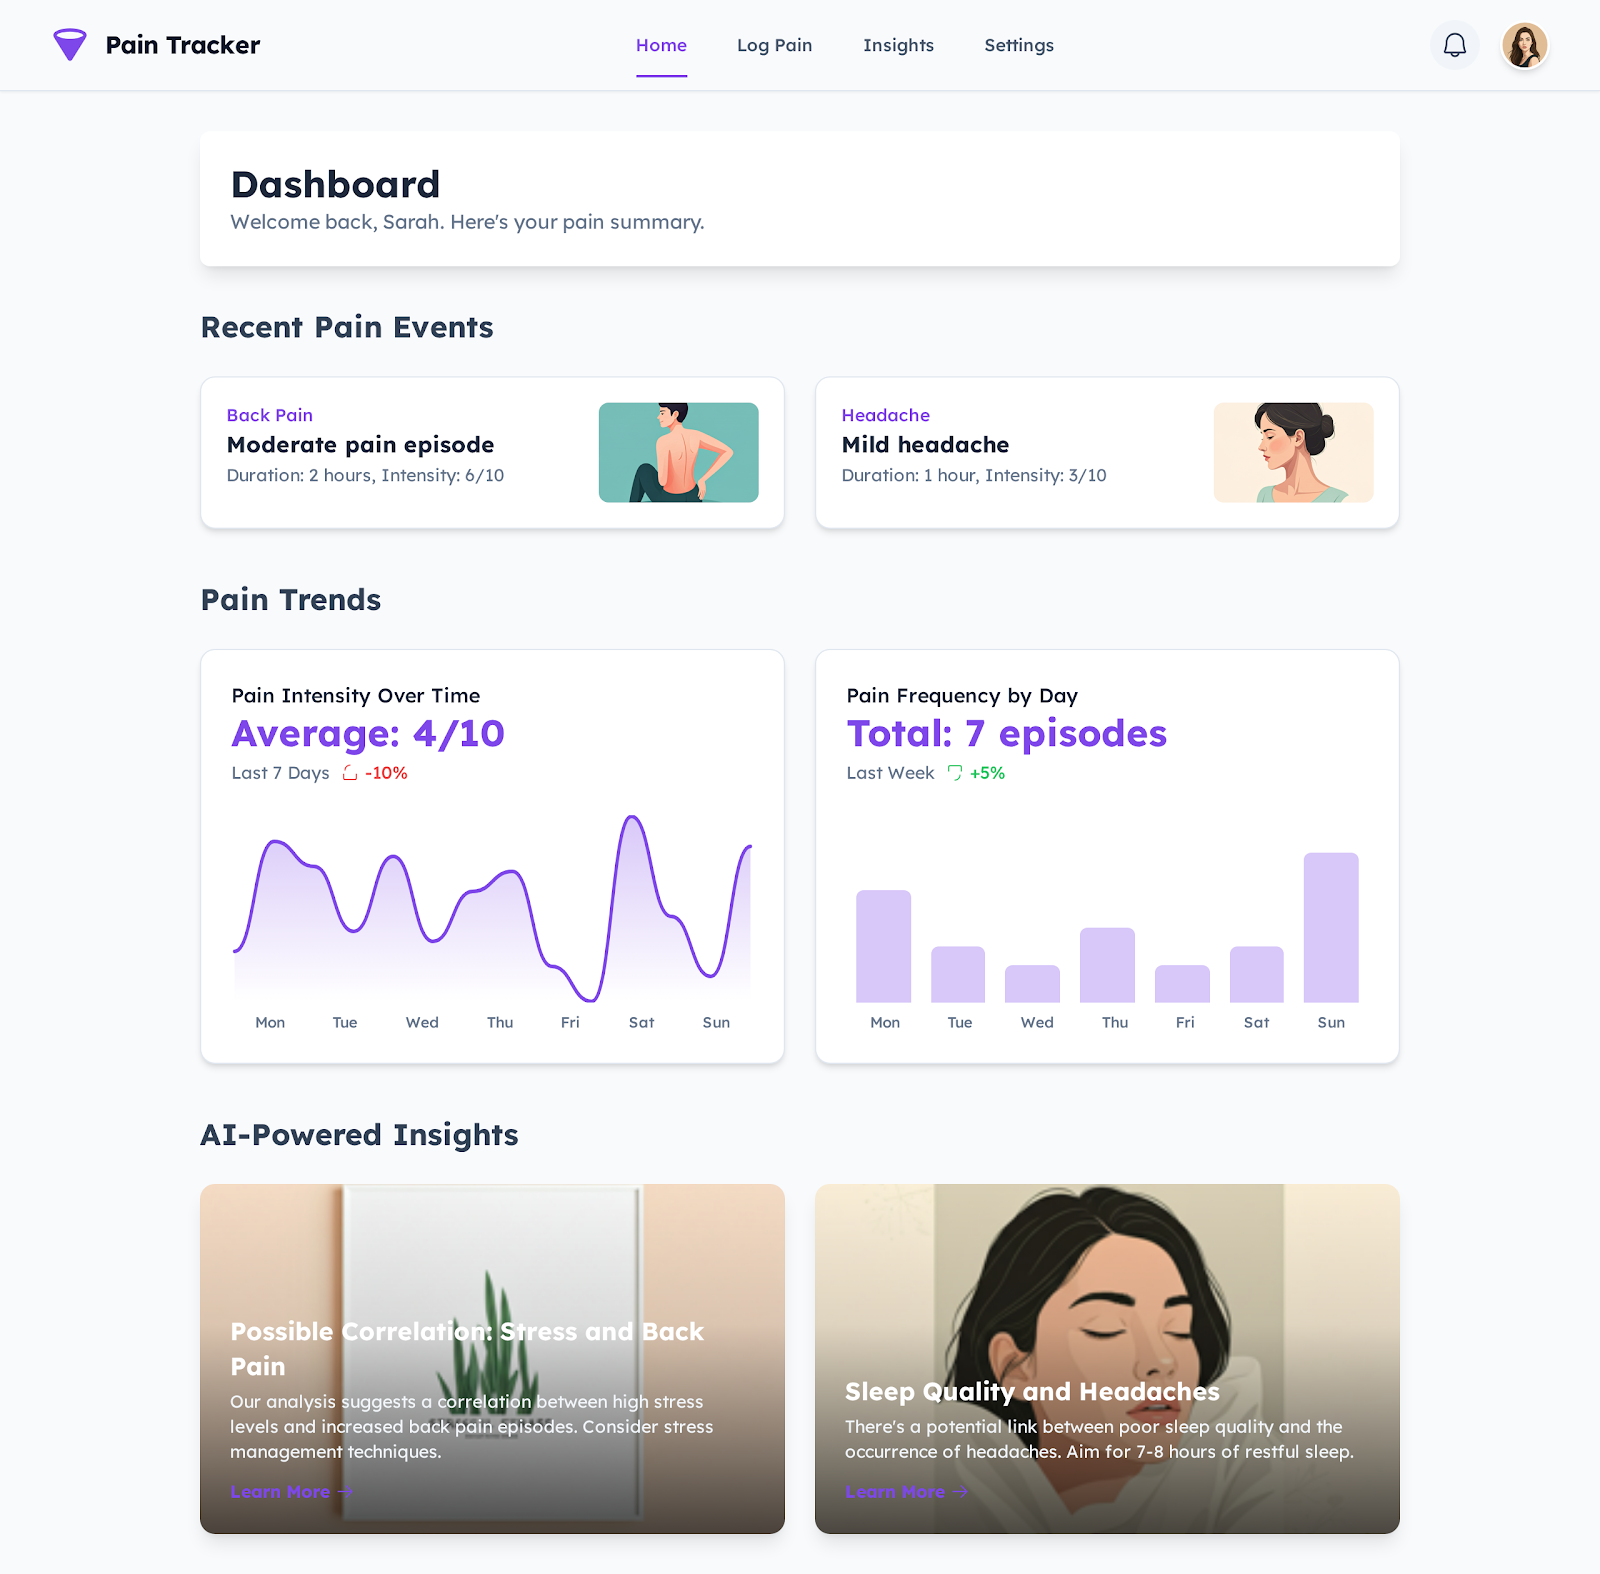 Pain Tracker
Home
Log Pain
Insights
Settings
Dashboard
Welcome back, Sarah. Here's your pain summary.
Recent Pain Events
Back Pain
Moderate pain episode
Duration: 2 hours, Intensity: 6/10
Headache
Mild headache
Duration: 1 hour, Intensity: 3/10
Pain Trends
Pain Intensity Over Time
Average: 4/10
Last 7 Days -10%
Mon Tue Wed Thu Fri Sat Sun
Pain Frequency by Day
Total: 7 episodes
Last Week +5%
Mon Tue Wed Thu Fri Sat Sun
AI-Powered Insights
Possible Correlation: Stress and Back
Pain
Our analysis suggests a correlation between high stress
levels and increased back pain episodes. Consider stress
management techniques.
Learn More →
Sleep Quality and Headaches
There's a potential link between poor sleep quality and the
occurrence of headaches. Aim for 7-8 hours of restful sleep.
Learn More →